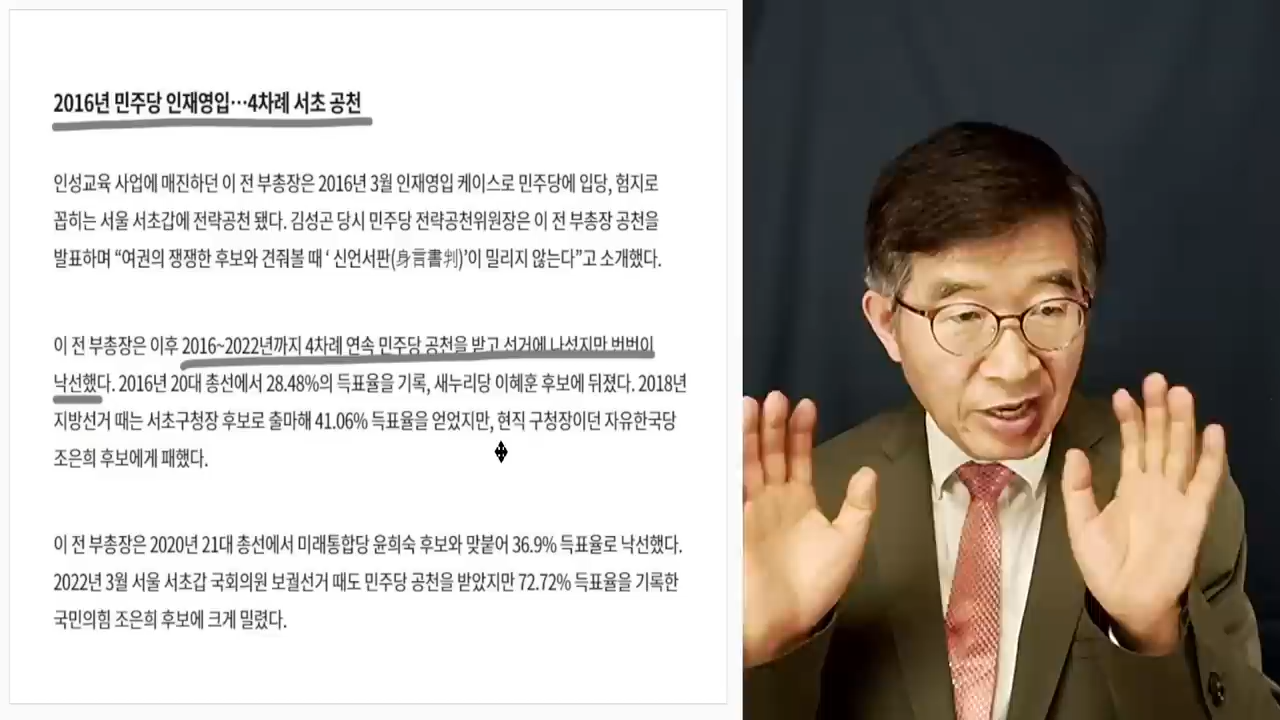 2016년 민주당 인재영입…4차례 서초 공천
인성교육 사업에 매진하던 이 전 부총장은 2016년 3월 인재영입 케이스로 민주당에 입당, 험지로
꼽히는 서울 서초갑에 전략공천 됐다. 김성곤 당시 민주당 전략공천위원장은 이 전 부총장 공천을
발표하며 “여권의 쟁쟁한 후보와 견줘볼 때 ‘ 신언서판(身言書判)’이 밀리지 않는다”고 소개했다.
이 전 부총장은 이후 2016~2022년까지 4차례 연속 민주당 공천을 받고 선거에 나섰지만 번번이
낙선했다. 2016년 20대 총선에서 28.48%의 득표율을 기록, 새누리당 이혜훈 후보에 뒤졌다. 2018년
지방선거 때는 서초구청장 후보로 출마해 41.06% 득표율을 얻었지만, 현직 구청장이던 자유한국당
조은희 후보에게 패했다.
이 전 부총장은 2020년 21대 총선에서 미래통합당 윤희숙 후보와 맞붙어 36.9% 득표율로 낙선했다.
2022년 3월 서울 서초갑 국회의원 보궐선거 때도 민주당 공천을 받았지만 72.72% 득표율을 기록한
국민의힘 조은희 후보에 크게 밀렸다.